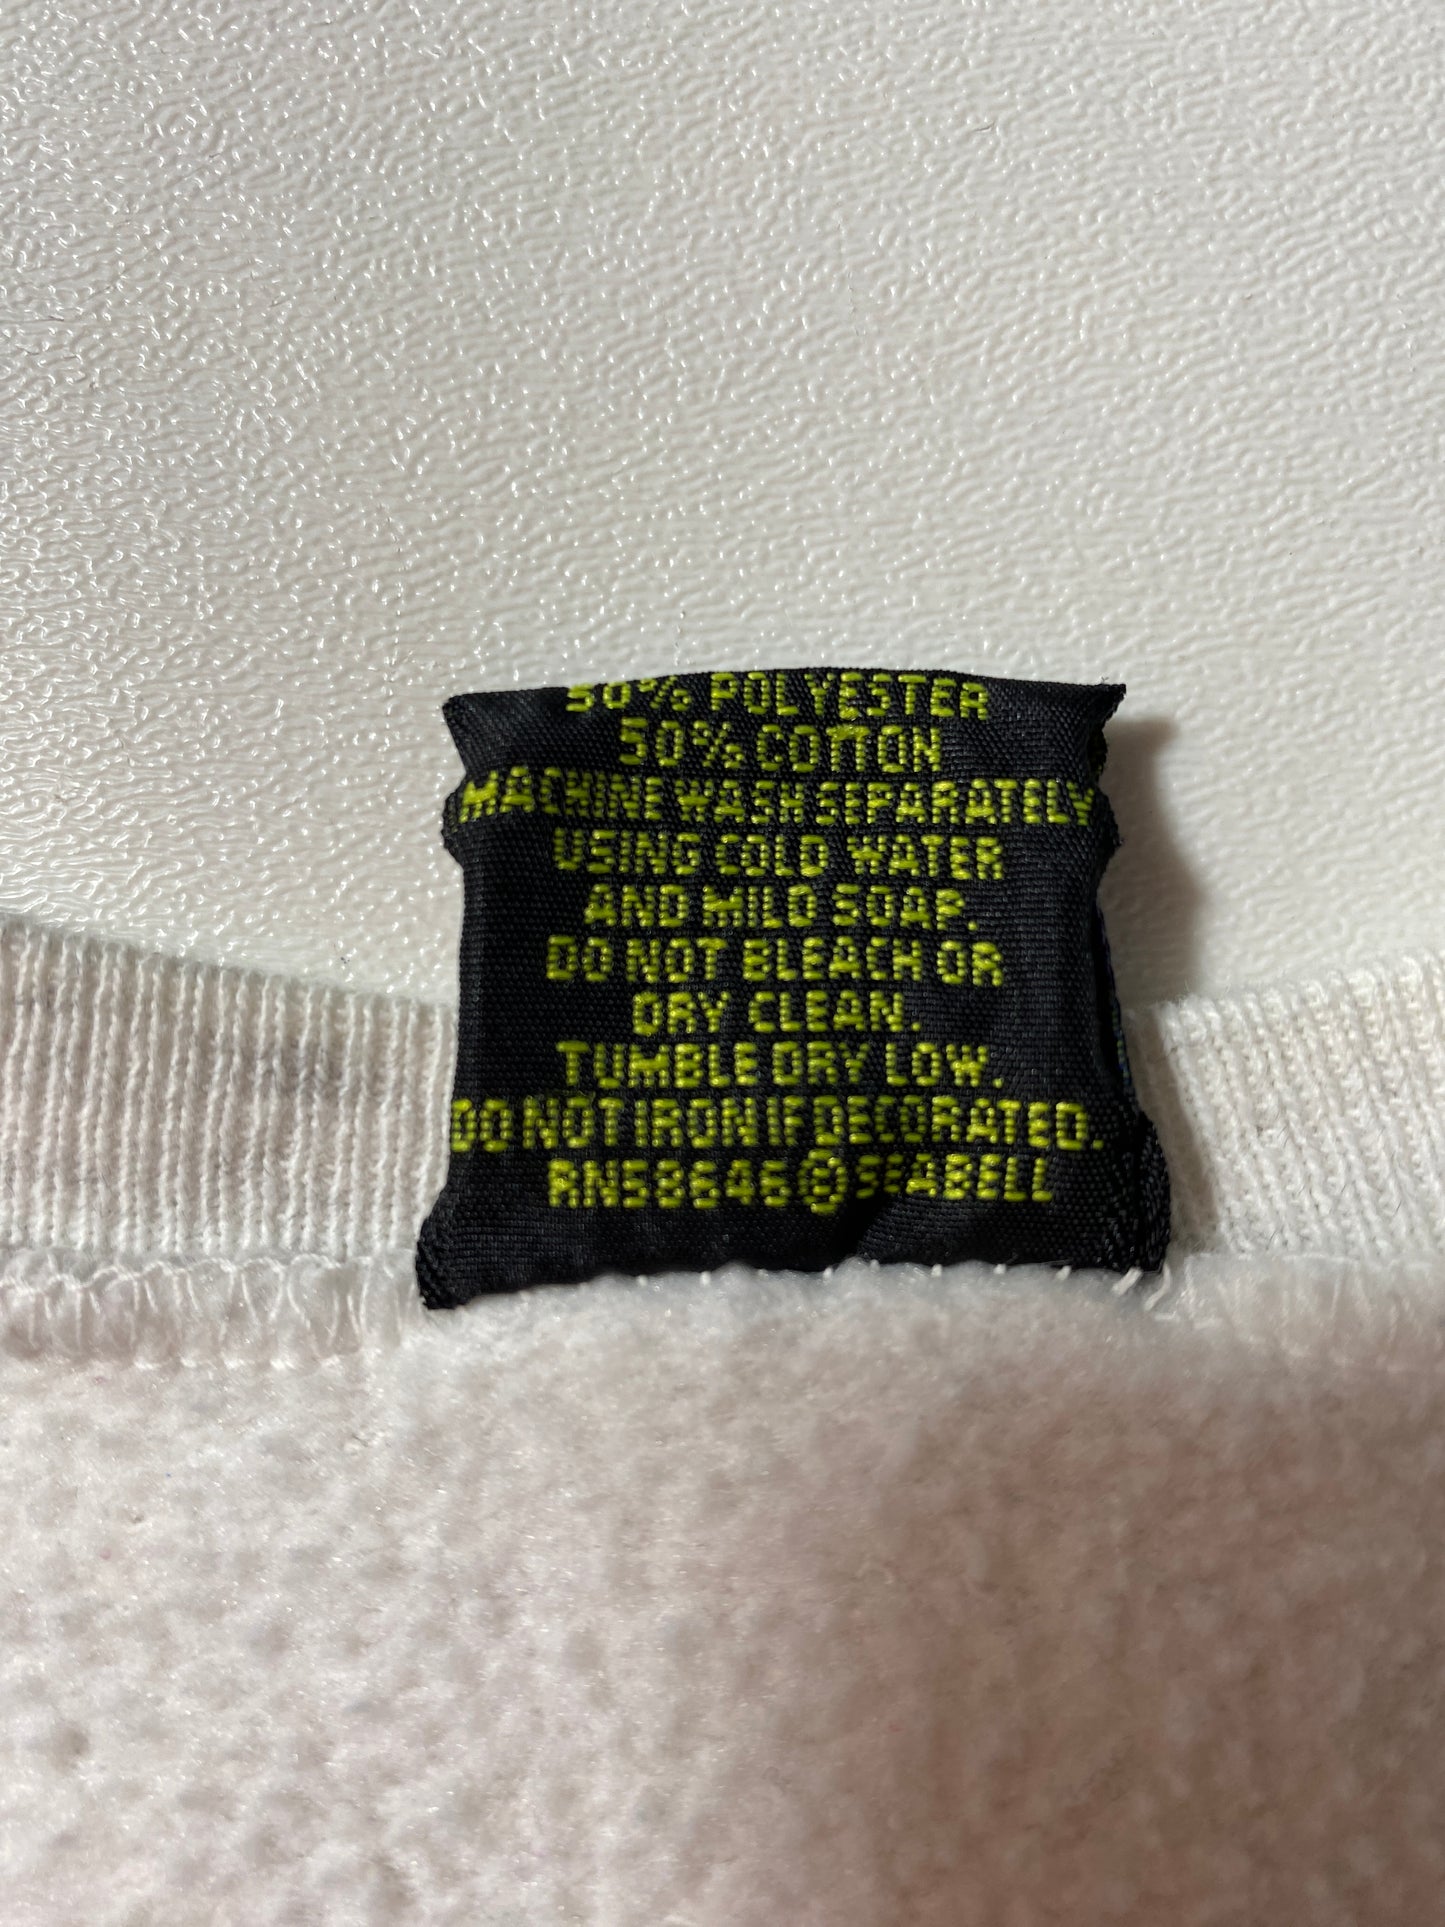 50% POLYESTER
50% COTTON
MACHINE WASH SEPARATELY
USING COLD WATER
AND MILD SOAP.
DO NOT BLEACH OR
DRY CLEAN.
TUMBLE DRY LOW.
DO NOT IRON IF DECORATED.
RN58646 ® SEABELL